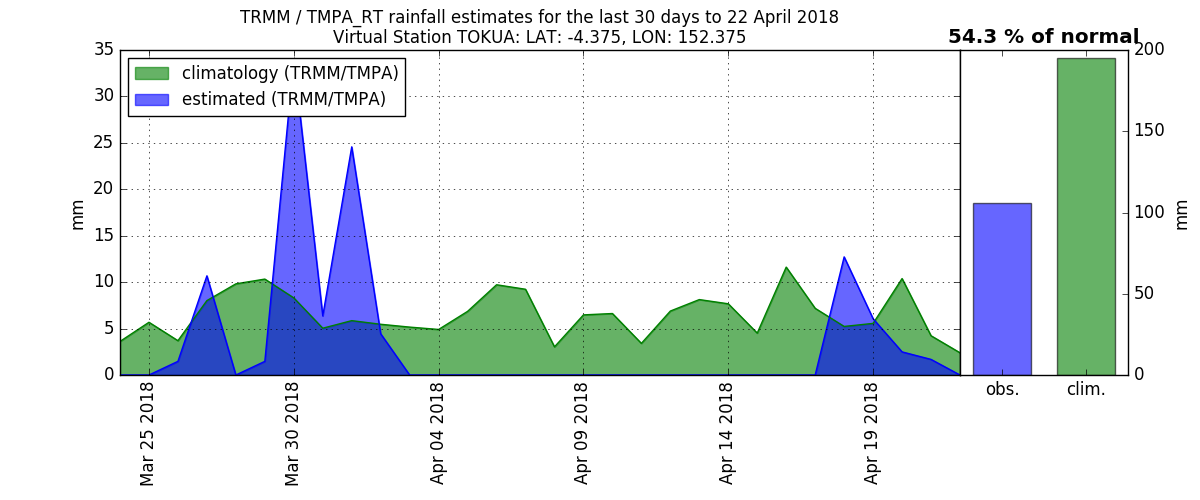 TRMM / TMPA_RT rainfall estimates for the last 30 days to 22 April 2018
Virtual Station TOKUA: LAT: -4.375, LON: 152.375
54.3 % of normal
climatology (TRMM/TMPA)
estimated (TRMM/TMPA)
35
30
25
20
15
10
5
0
mm
Mar 25 2018
Mar 30 2018
Apr 04 2018
Apr 09 2018
Apr 14 2018
Apr 19 2018
200
150
100
50
0
mm
obs.
clim.